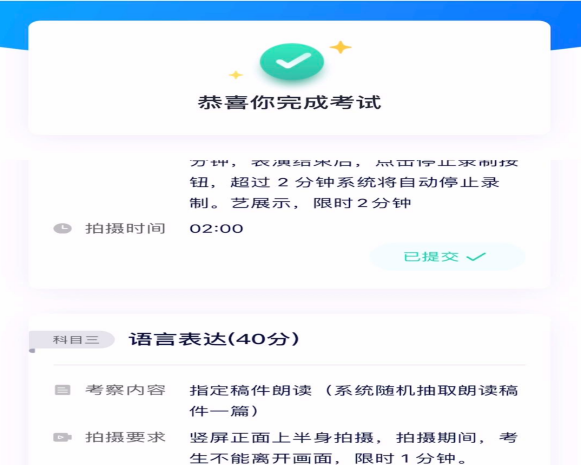 恭喜你完成考试
分钟，表演结束后，点击停止录制按
钮，超过 2 分钟系统将自动停止录
制。艺展示，限时2分钟
拍摄时间 02:00
已提交
科目三 语言表达(40分)
考察内容 指定稿件朗读（系统随机抽取朗读稿
件一篇）
拍摄要求 竖屏正面上半身拍摄，拍摄期间，考
生不能离开画面，限时 1 分钟。